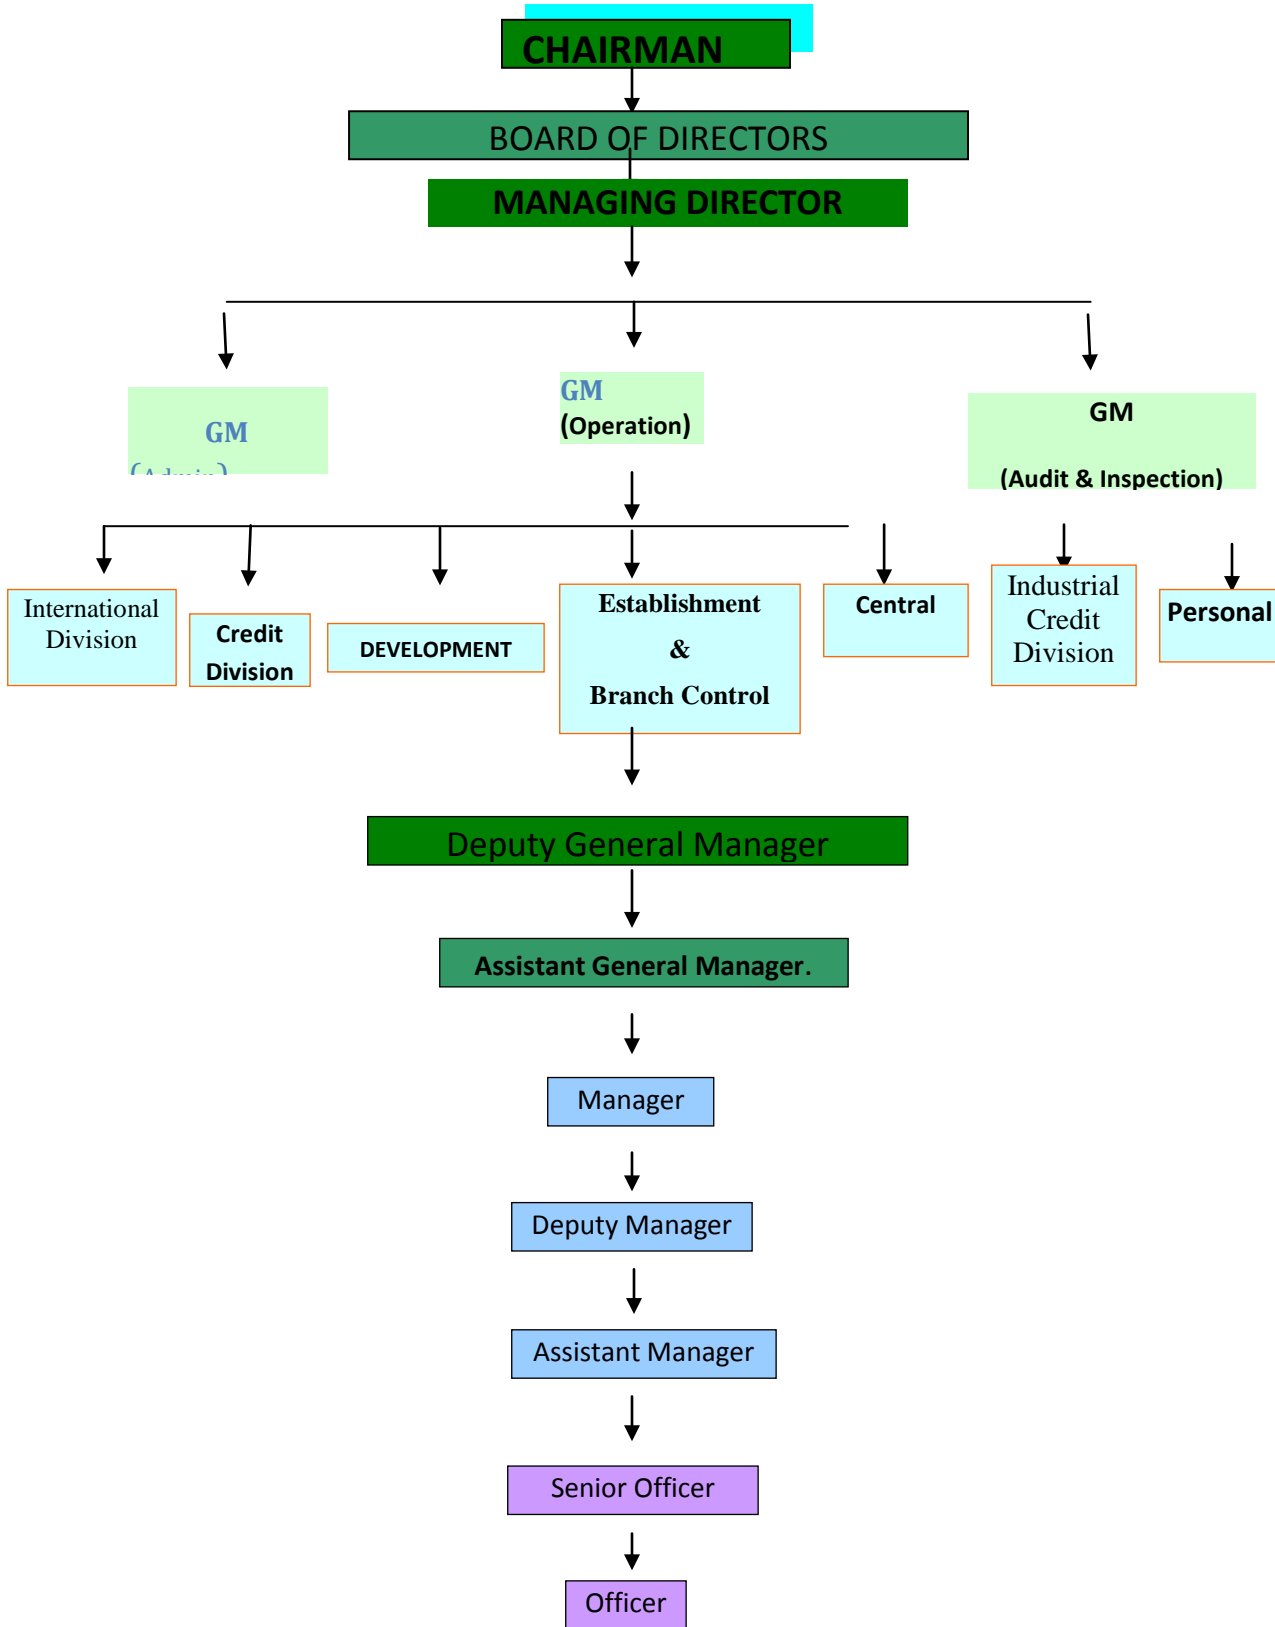 CHAIRMAN
BOARD OF DIRECTORS
MANAGING DIRECTOR
GM
(Admin)
GM
(Operation)
GM
(Audit & Inspection)
International
Division
Credit
Division
DEVELOPMENT
Establishment
&
Branch Control
Central
Industrial
Credit
Division
Personal
Deputy General Manager
Assistant General Manager.
Manager
Deputy Manager
Assistant Manager
Senior Officer
Officer